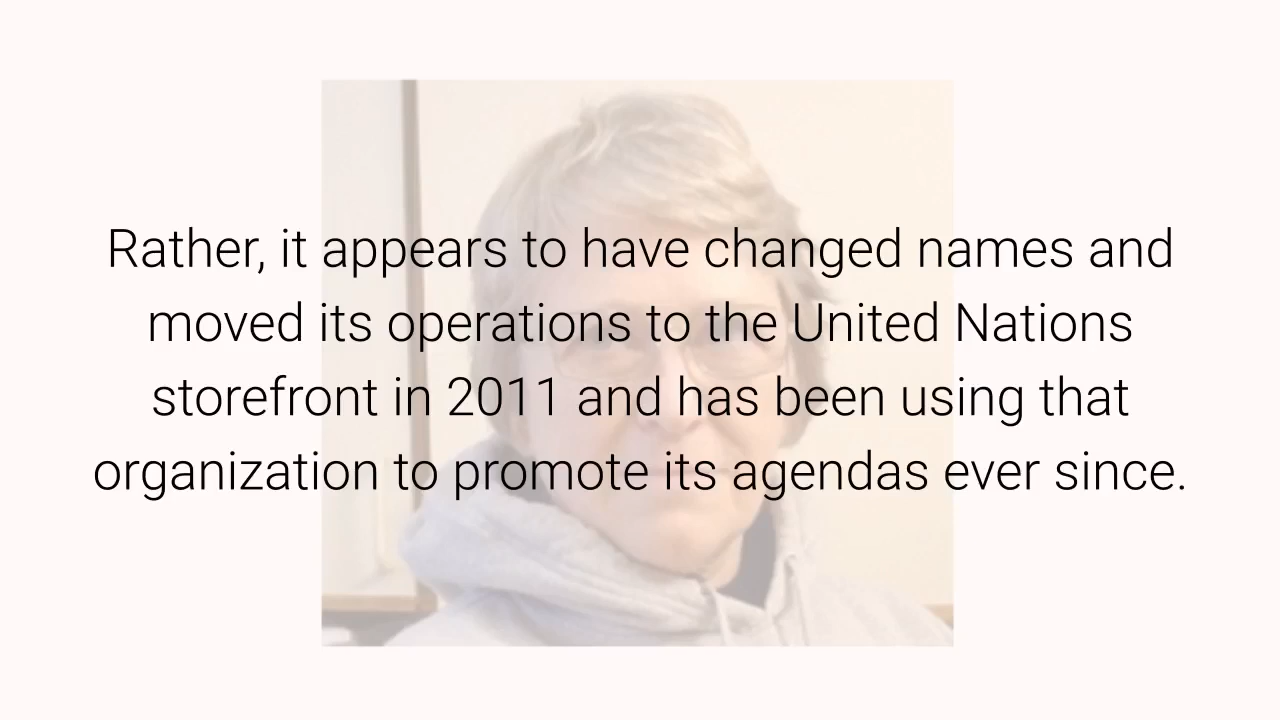 Rather, it appears to have changed names and
moved its operations to the United Nations
storefront in 2011 and has been using that
organization to promote its agendas ever since.